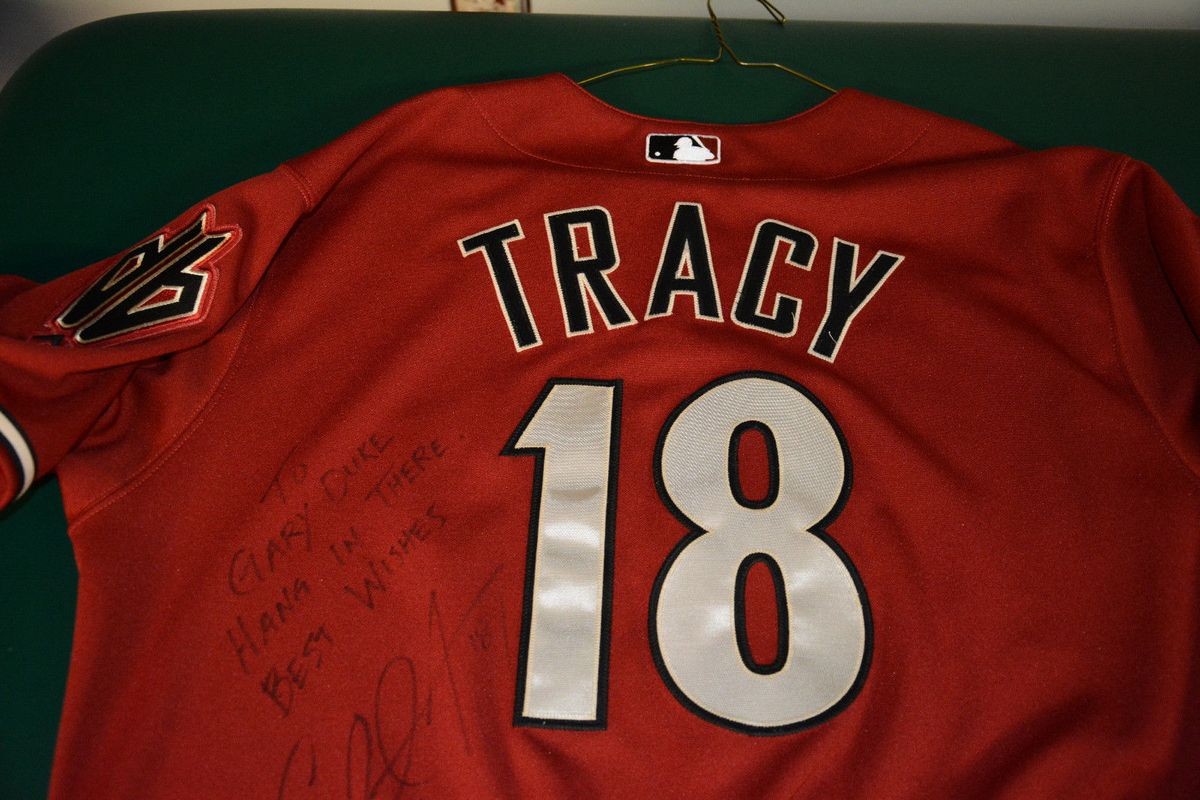 TRACY
18
TO
GARY DUKE
HANG IN THERE.
BEST WISHES